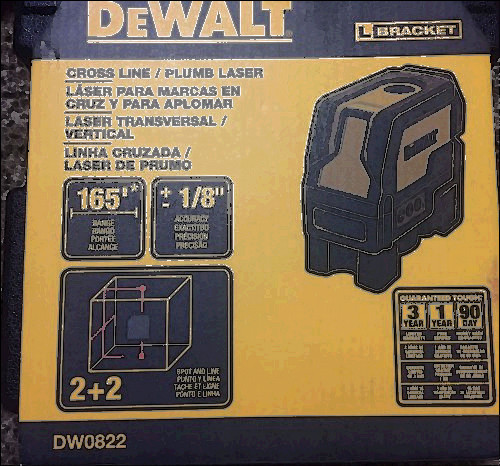 DEWALT
L BRACKET
CROSS LINE / PLUMB LASER
LÁSER PARA MARCAS EN
CRUZ Y PARA APLOMAR
LASER TRANSVERSAL /
VERTICAL
LINHA CRUZADA /
LASER DE PRUMO
165'*
RANGE
RANGO
PORTÉE
ALCANCE
± 1/8"
ACCURACY
EXACTITUD
PRÉCISION
PRECISÃO
DEWALT
2+2
SPOT AND LINE
PUNTO Y LÍNEA
TACHE ET LIGNE
PONTO E LINHA
GUARANTEED TOUGH
3 1 90
YEAR YEAR DAY
DW0822